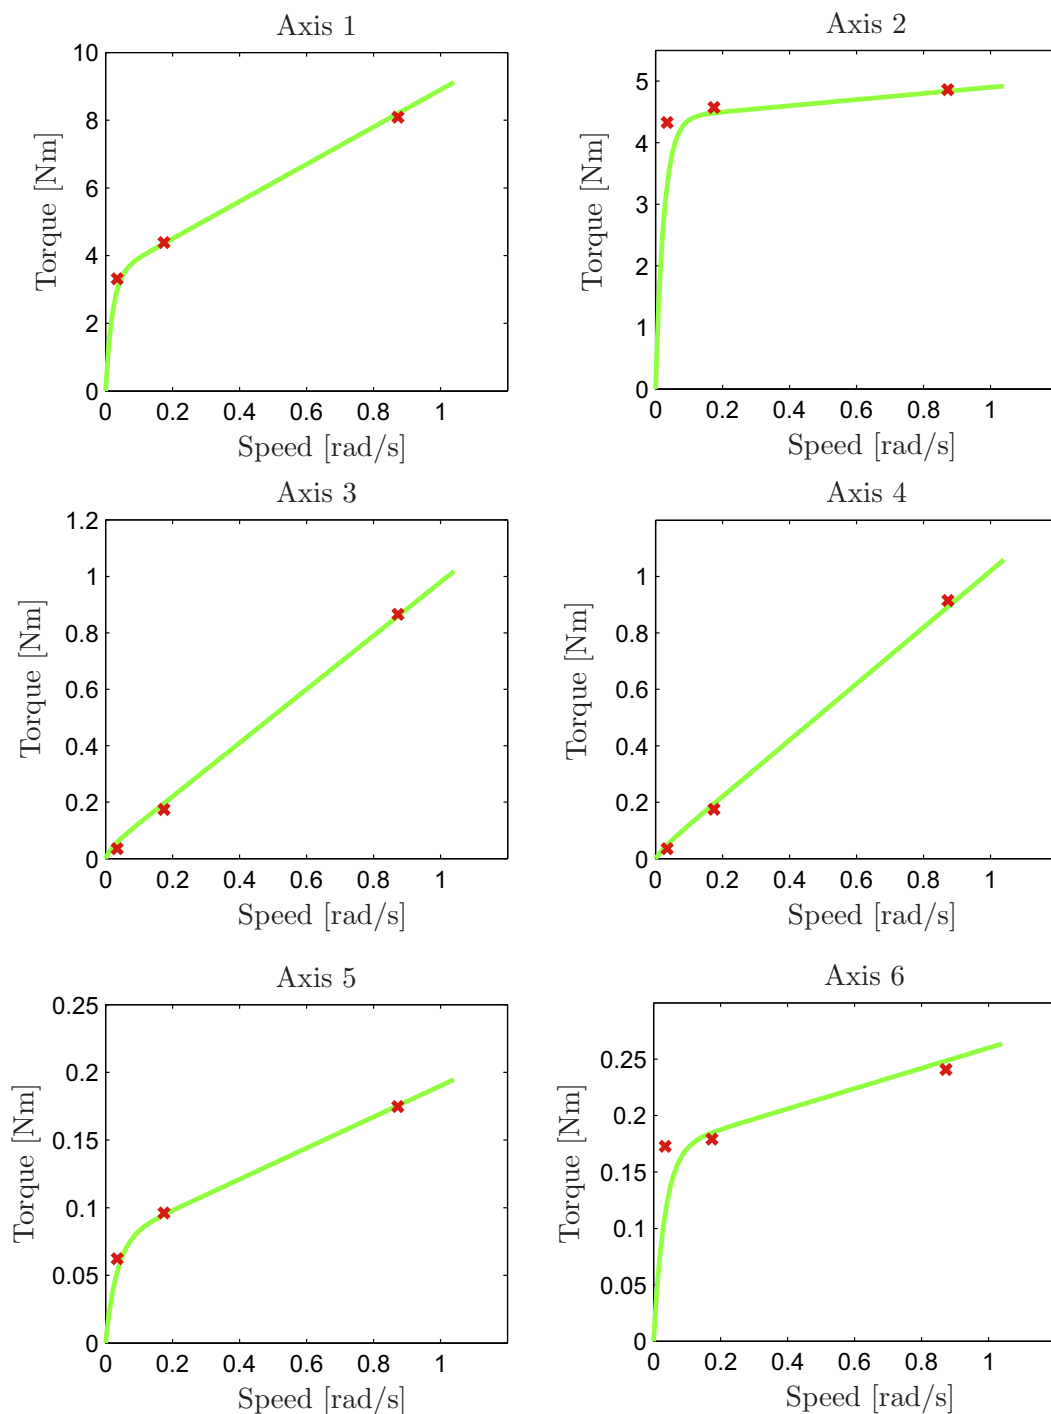 Axis 1
10
8
6
4
2
0
Torque [Nm]
0 0.2 0.4 0.6 0.8 1
Speed [rad/s]
Axis 2
5
4
3
2
1
0
Torque [Nm]
0 0.2 0.4 0.6 0.8 1
Speed [rad/s]
Axis 3
1.2
1
0.8
0.6
0.4
0.2
0
Torque [Nm]
0 0.2 0.4 0.6 0.8 1
Speed [rad/s]
Axis 4
1
0.8
0.6
0.4
0.2
0
Torque [Nm]
0 0.2 0.4 0.6 0.8 1
Speed [rad/s]
Axis 5
0.25
0.2
0.15
0.1
0.05
0
Torque [Nm]
0 0.2 0.4 0.6 0.8 1
Speed [rad/s]
Axis 6
0.25
0.2
0.15
0.1
0.05
0
Torque [Nm]
0 0.2 0.4 0.6 0.8 1
Speed [rad/s]